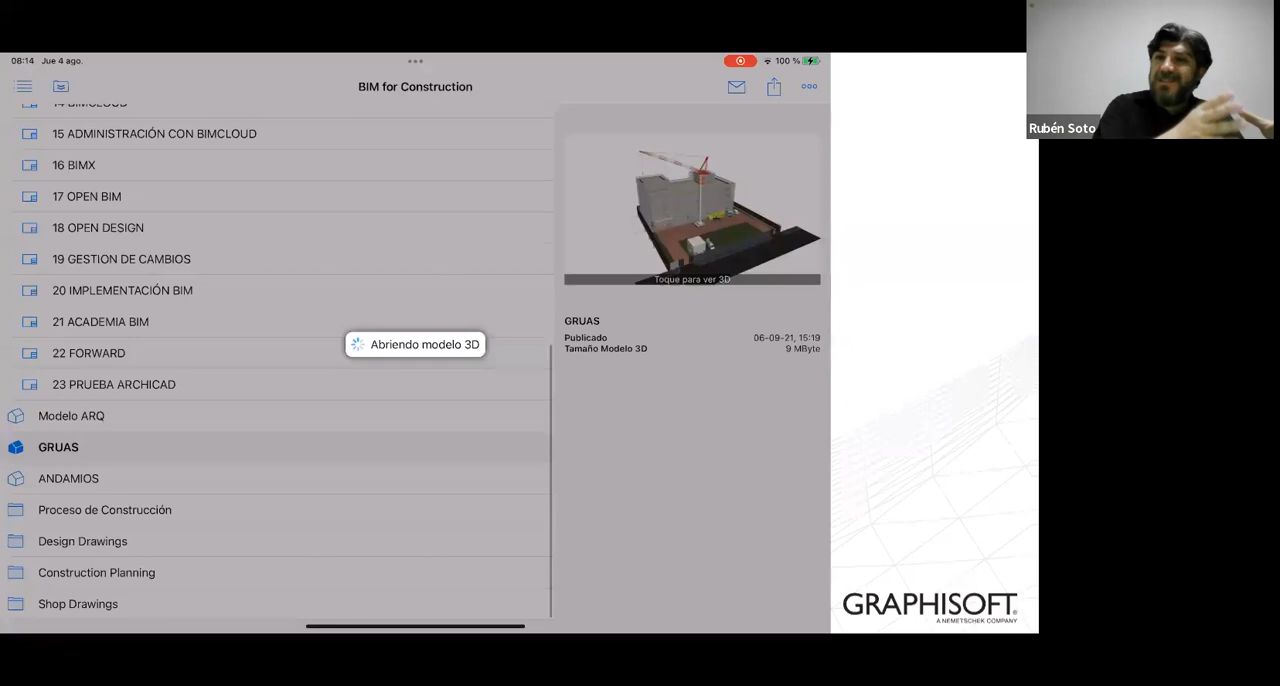 08:14 Jue 4 ago.
100 %
BIM for Construction
14 BIMCLOUD
15 ADMINISTRACIÓN CON BIMCLOUD
16 BIMX
17 OPEN BIM
18 OPEN DESIGN
19 GESTION DE CAMBIOS
20 IMPLEMENTACIÓN BIM
21 ACADEMIA BIM
22 FORWARD
23 PRUEBA ARCHICAD
Modelo ARQ
GRUAS
ANDAMIOS
Proceso de Construcción
Design Drawings
Construction Planning
Shop Drawings
Abriendo modelo 3D
Toque para ver 3D
GRUAS
Publicado 06-09-21, 15:19
Tamaño Modelo 3D 9 MByte
Rubén Soto
GRAPHISOFT®
A NEMETSCHEK COMPANY